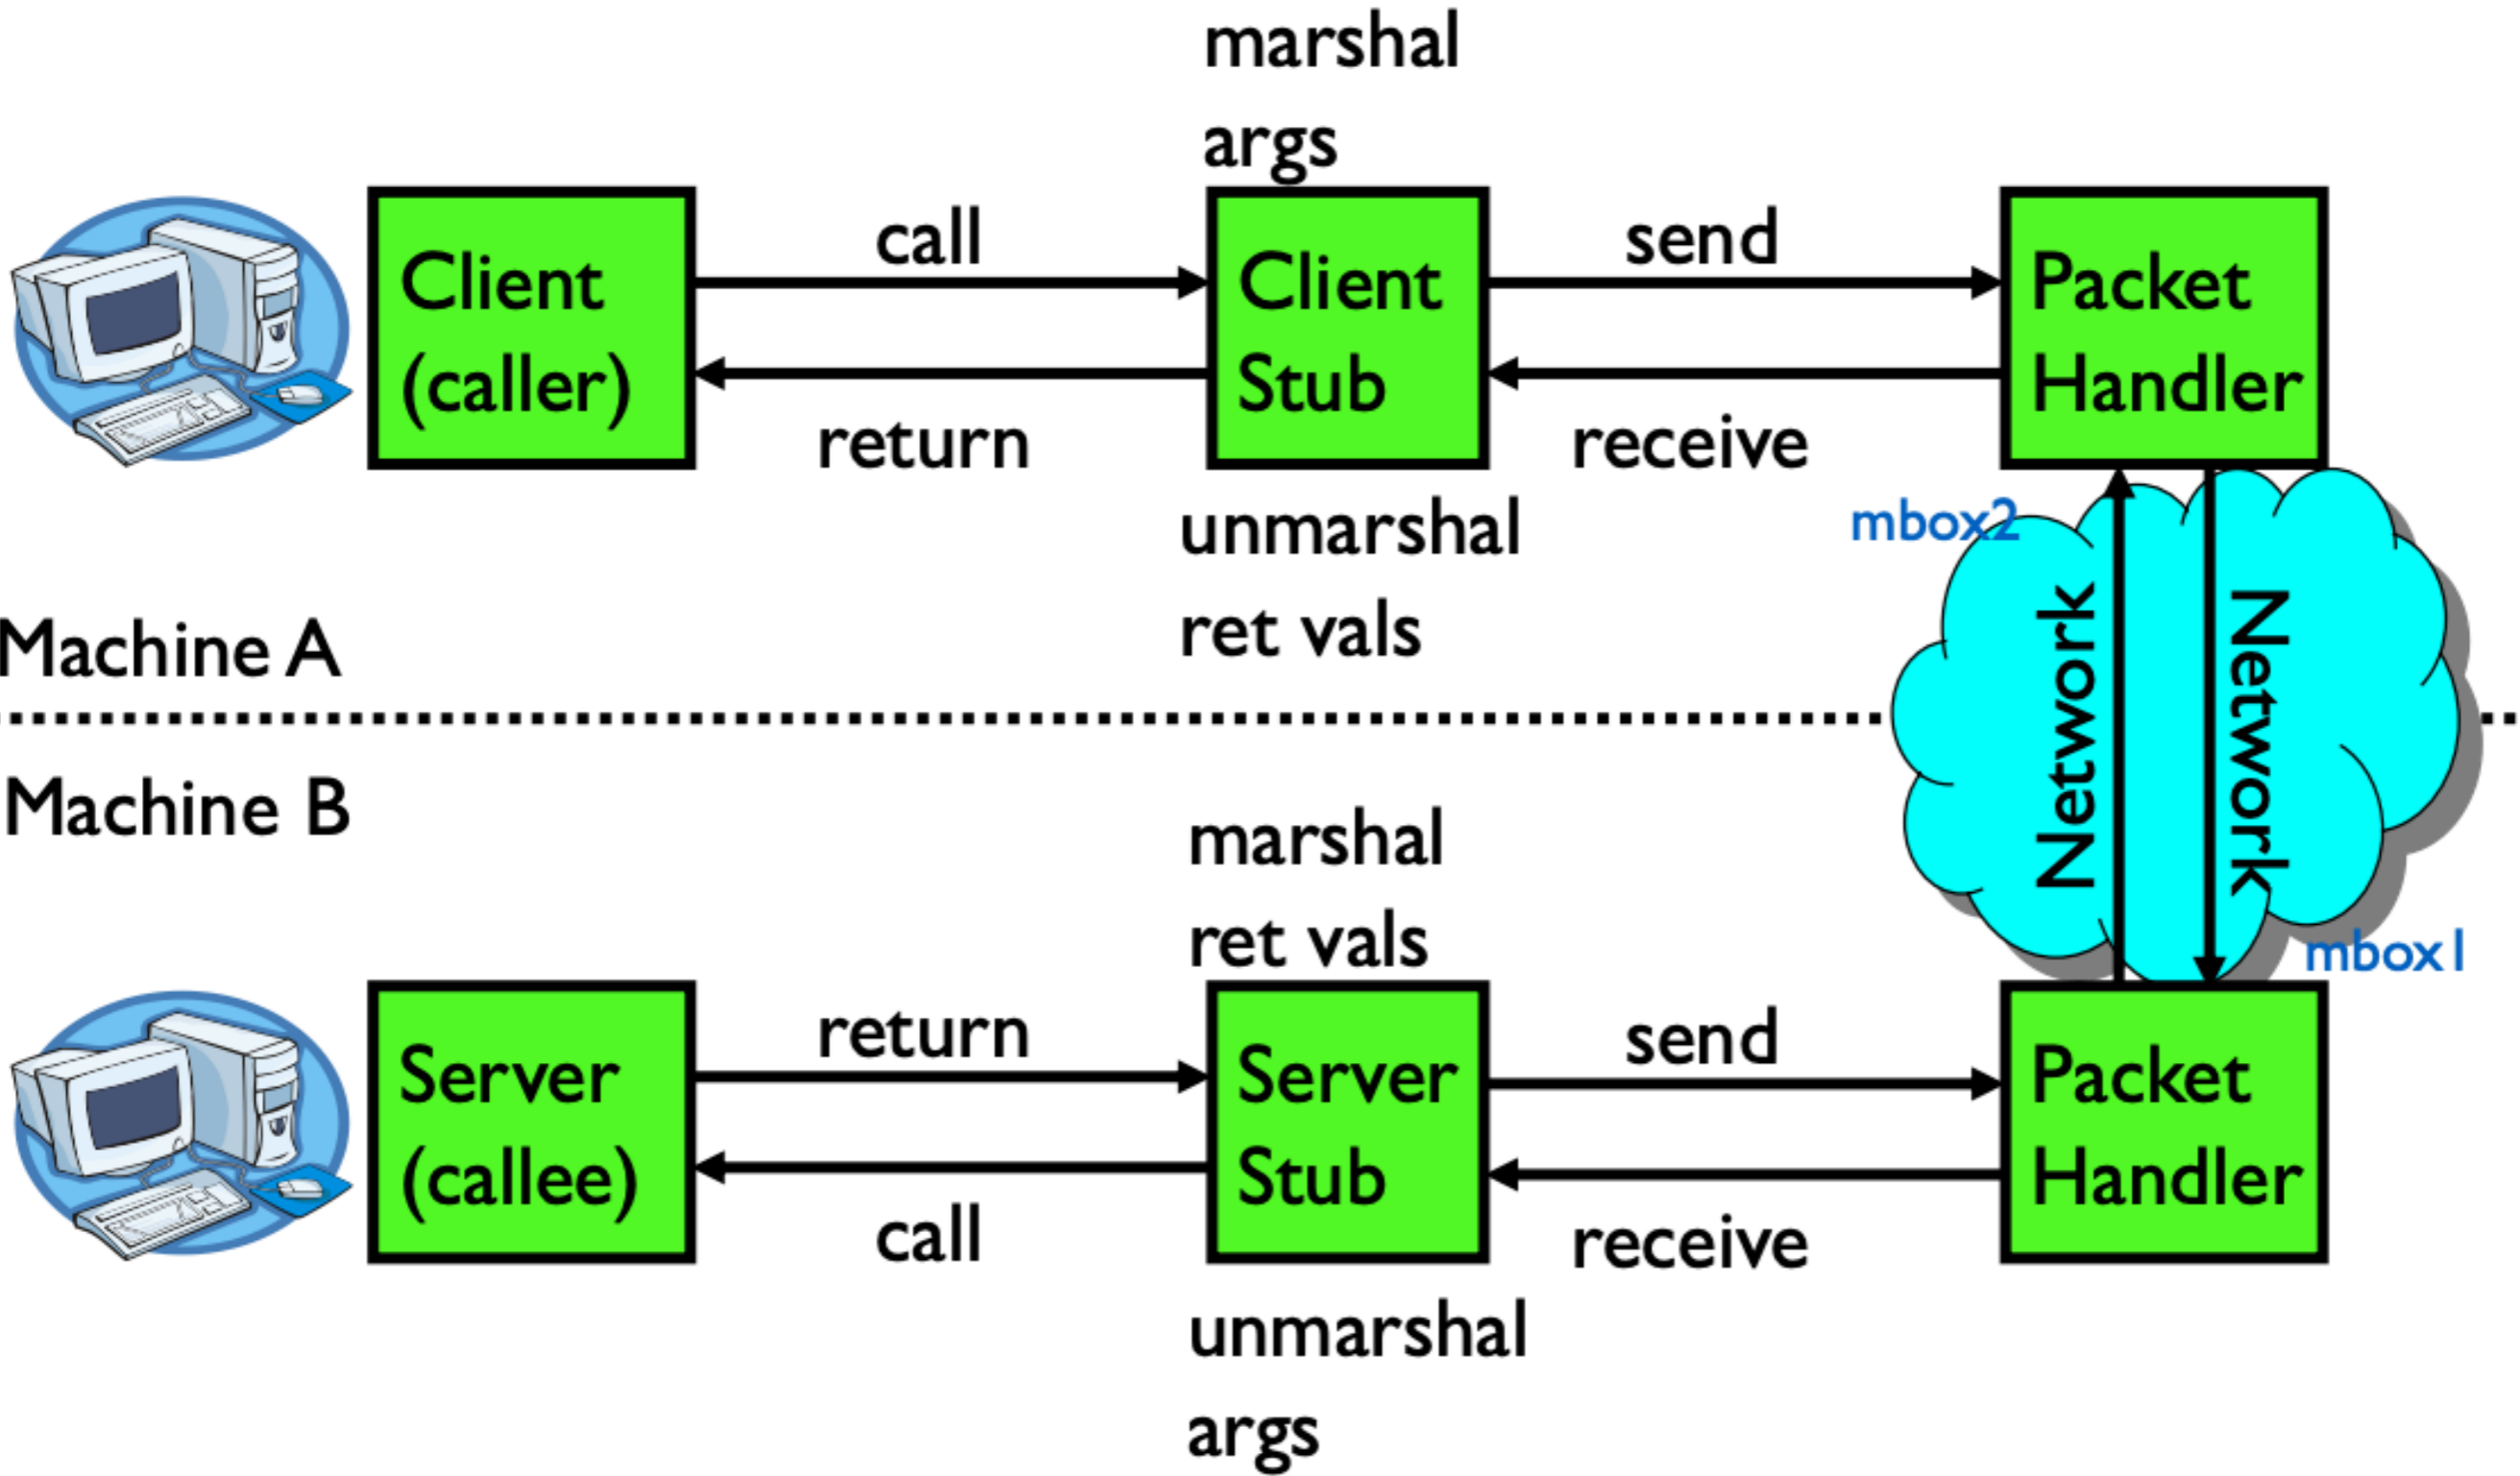 marshal
args
Client
(caller)
call
return
Client
Stub
send
receive
Packet
Handler
unmarshal
ret vals
mbox2
Network
Network
mbox1
Machine A
Machine B
marshal
ret vals
Server
(callee)
return
call
Server
Stub
send
receive
Packet
Handler
unmarshal
args